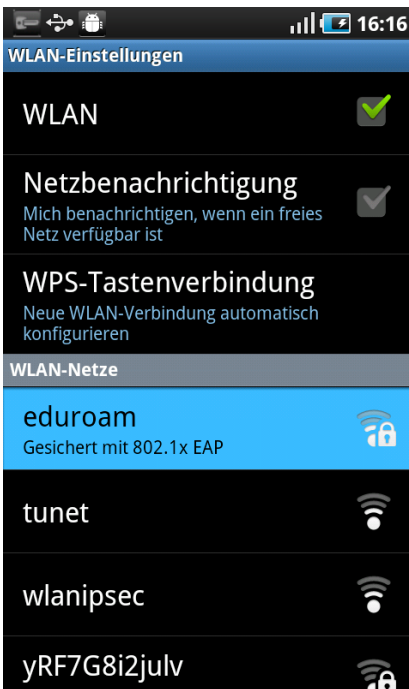 16:16
WLAN-Einstellungen
WLAN
Netzbenachrichtigung
Mich benachrichtigen, wenn ein freies
Netz verfügbar ist
WPS-Tastenverbindung
Neue WLAN-Verbindung automatisch
konfigurieren
WLAN-Netze
eduroam
Gesichert mit 802.1x EAP
tunet
wlanipsec
yRF7G8i2julv